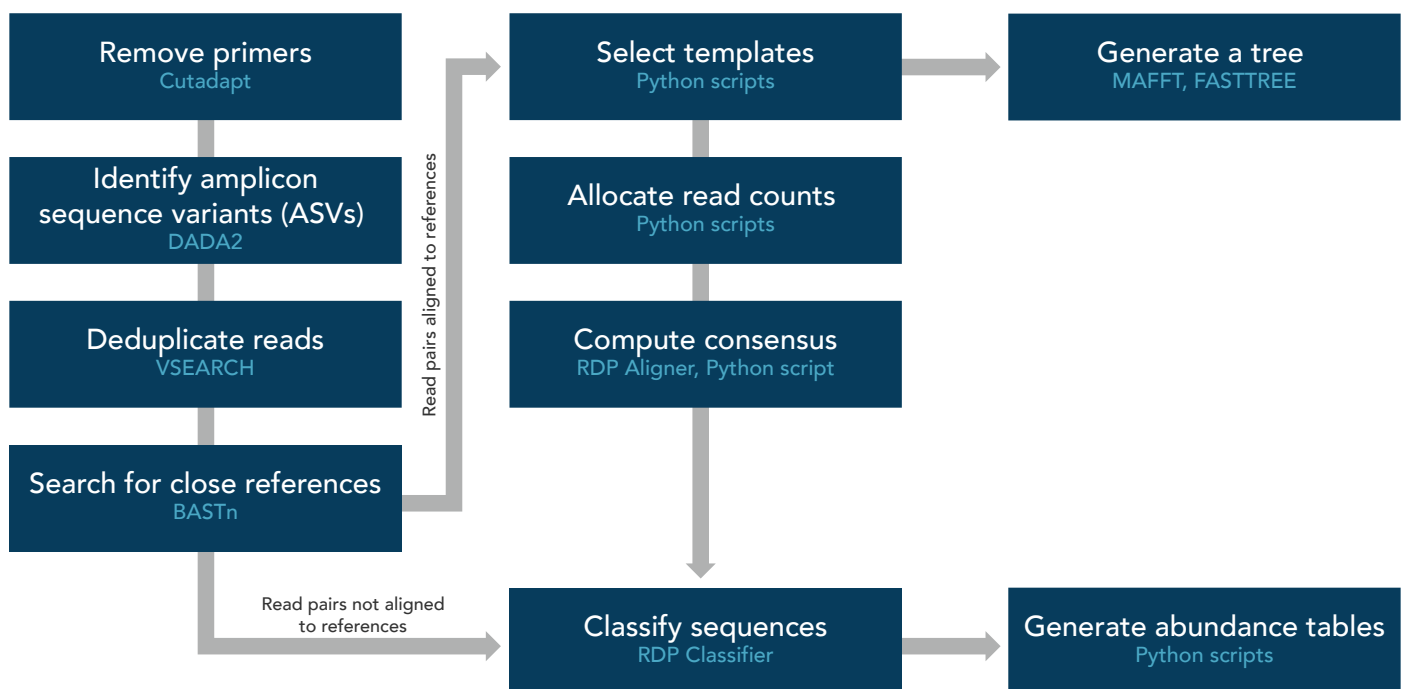 Remove primers
Cutadapt
Identify amplicon
sequence variants (ASVs)
DADA2
Deduplicate reads
VSEARCH
Search for close references
BASTn
Read pairs aligned to references
Read pairs not aligned
to references
Select templates
Python scripts
Allocate read counts
Python scripts
Compute consensus
RDP Aligner, Python script
Classify sequences
RDP Classifier
Generate a tree
MAFFT, FASTTREE
Generate abundance tables
Python scripts